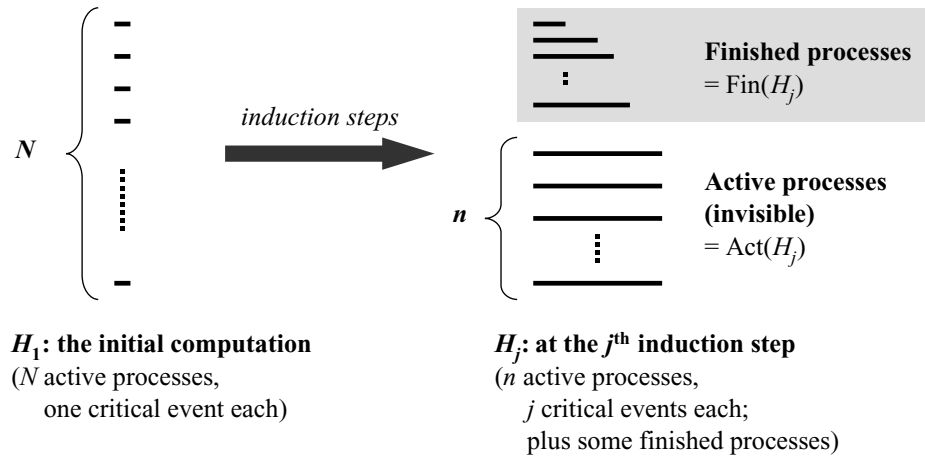 N
induction steps
Finished processes
= Fin(Hj)
n
Active processes
(invisible)
= Act(Hj)
H1: the initial computation
(N active processes,
one critical event each)
Hj: at the jth induction step
(n active processes,
j critical events each;
plus some finished processes)